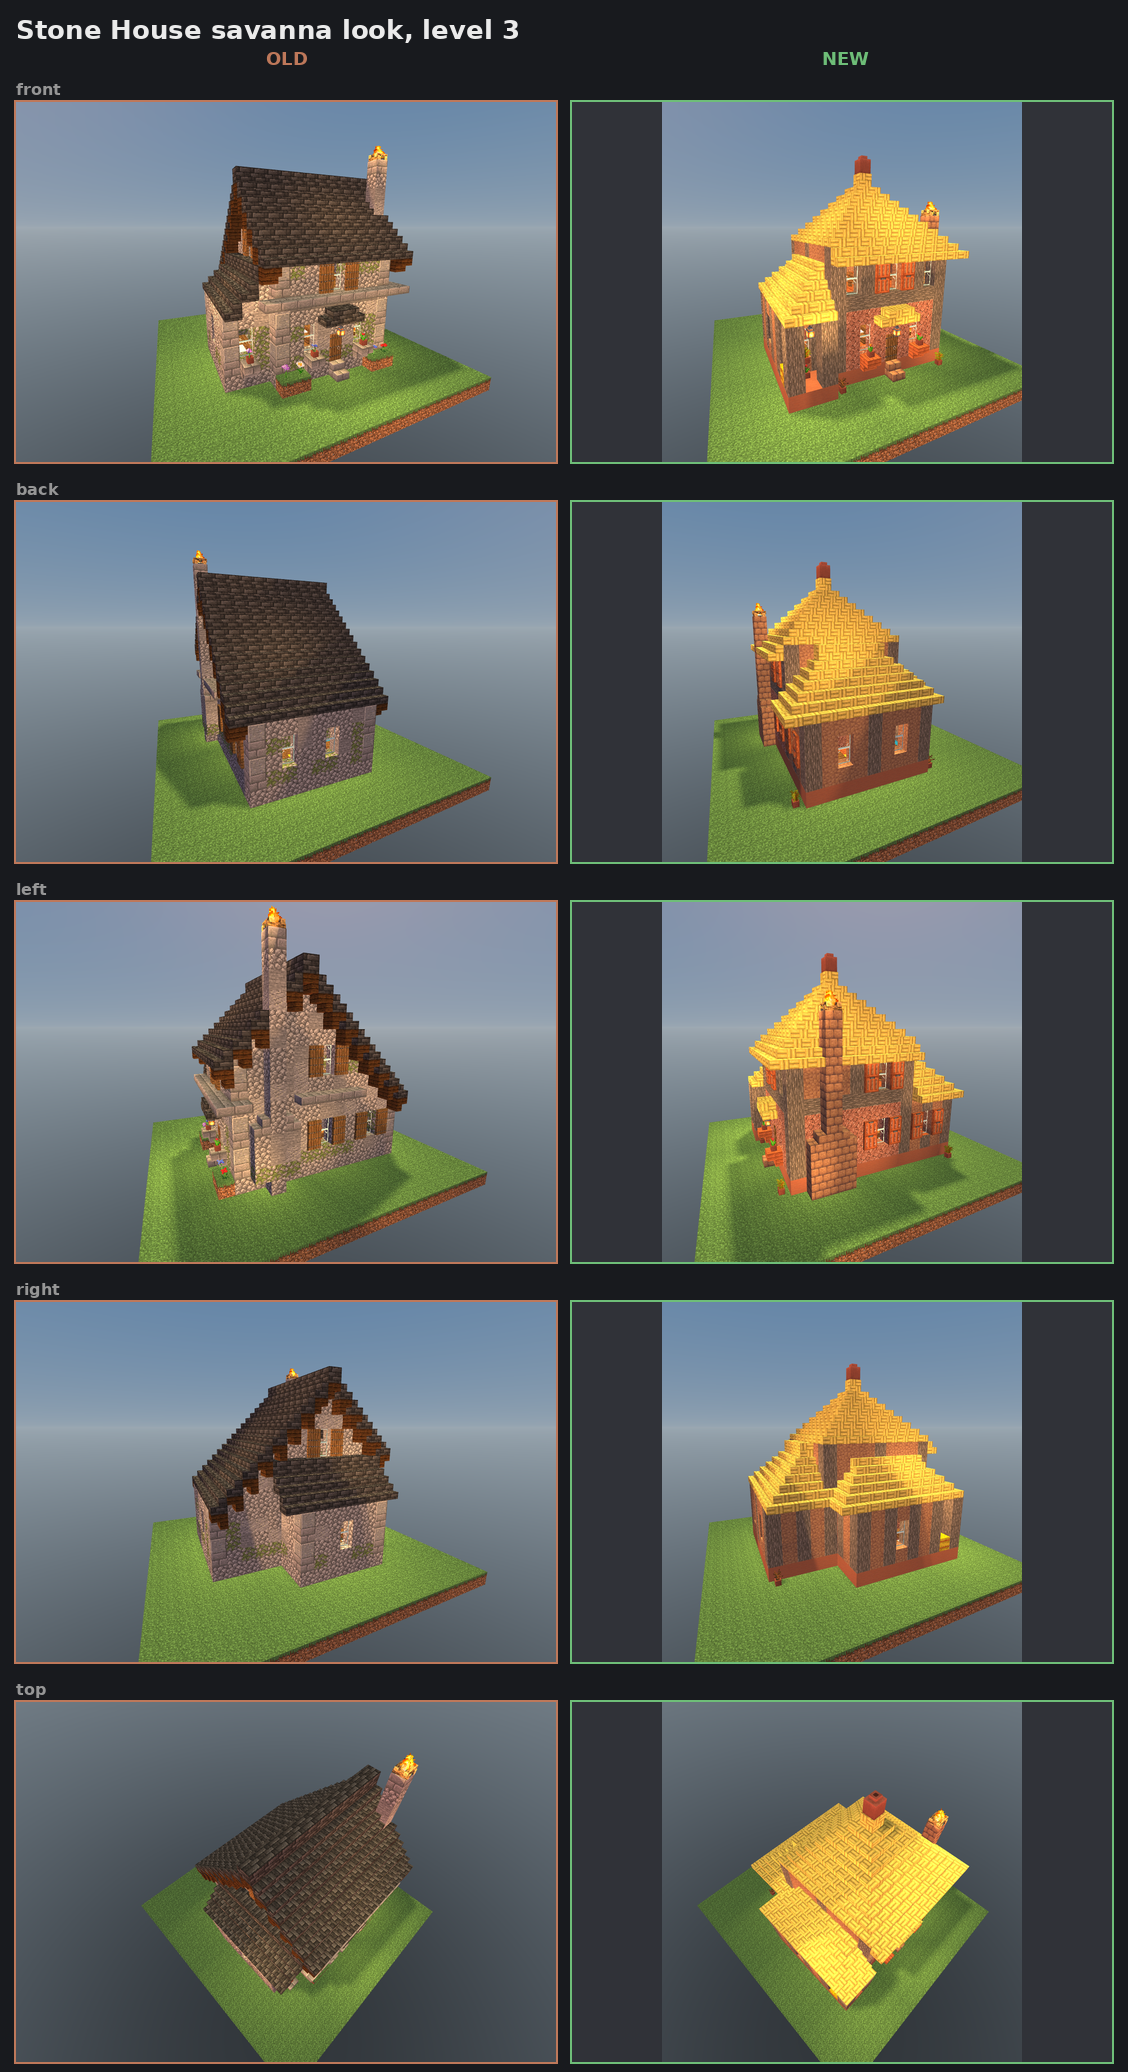 Stone House savanna look, level 3
OLD
NEW
front
back
left
right
top